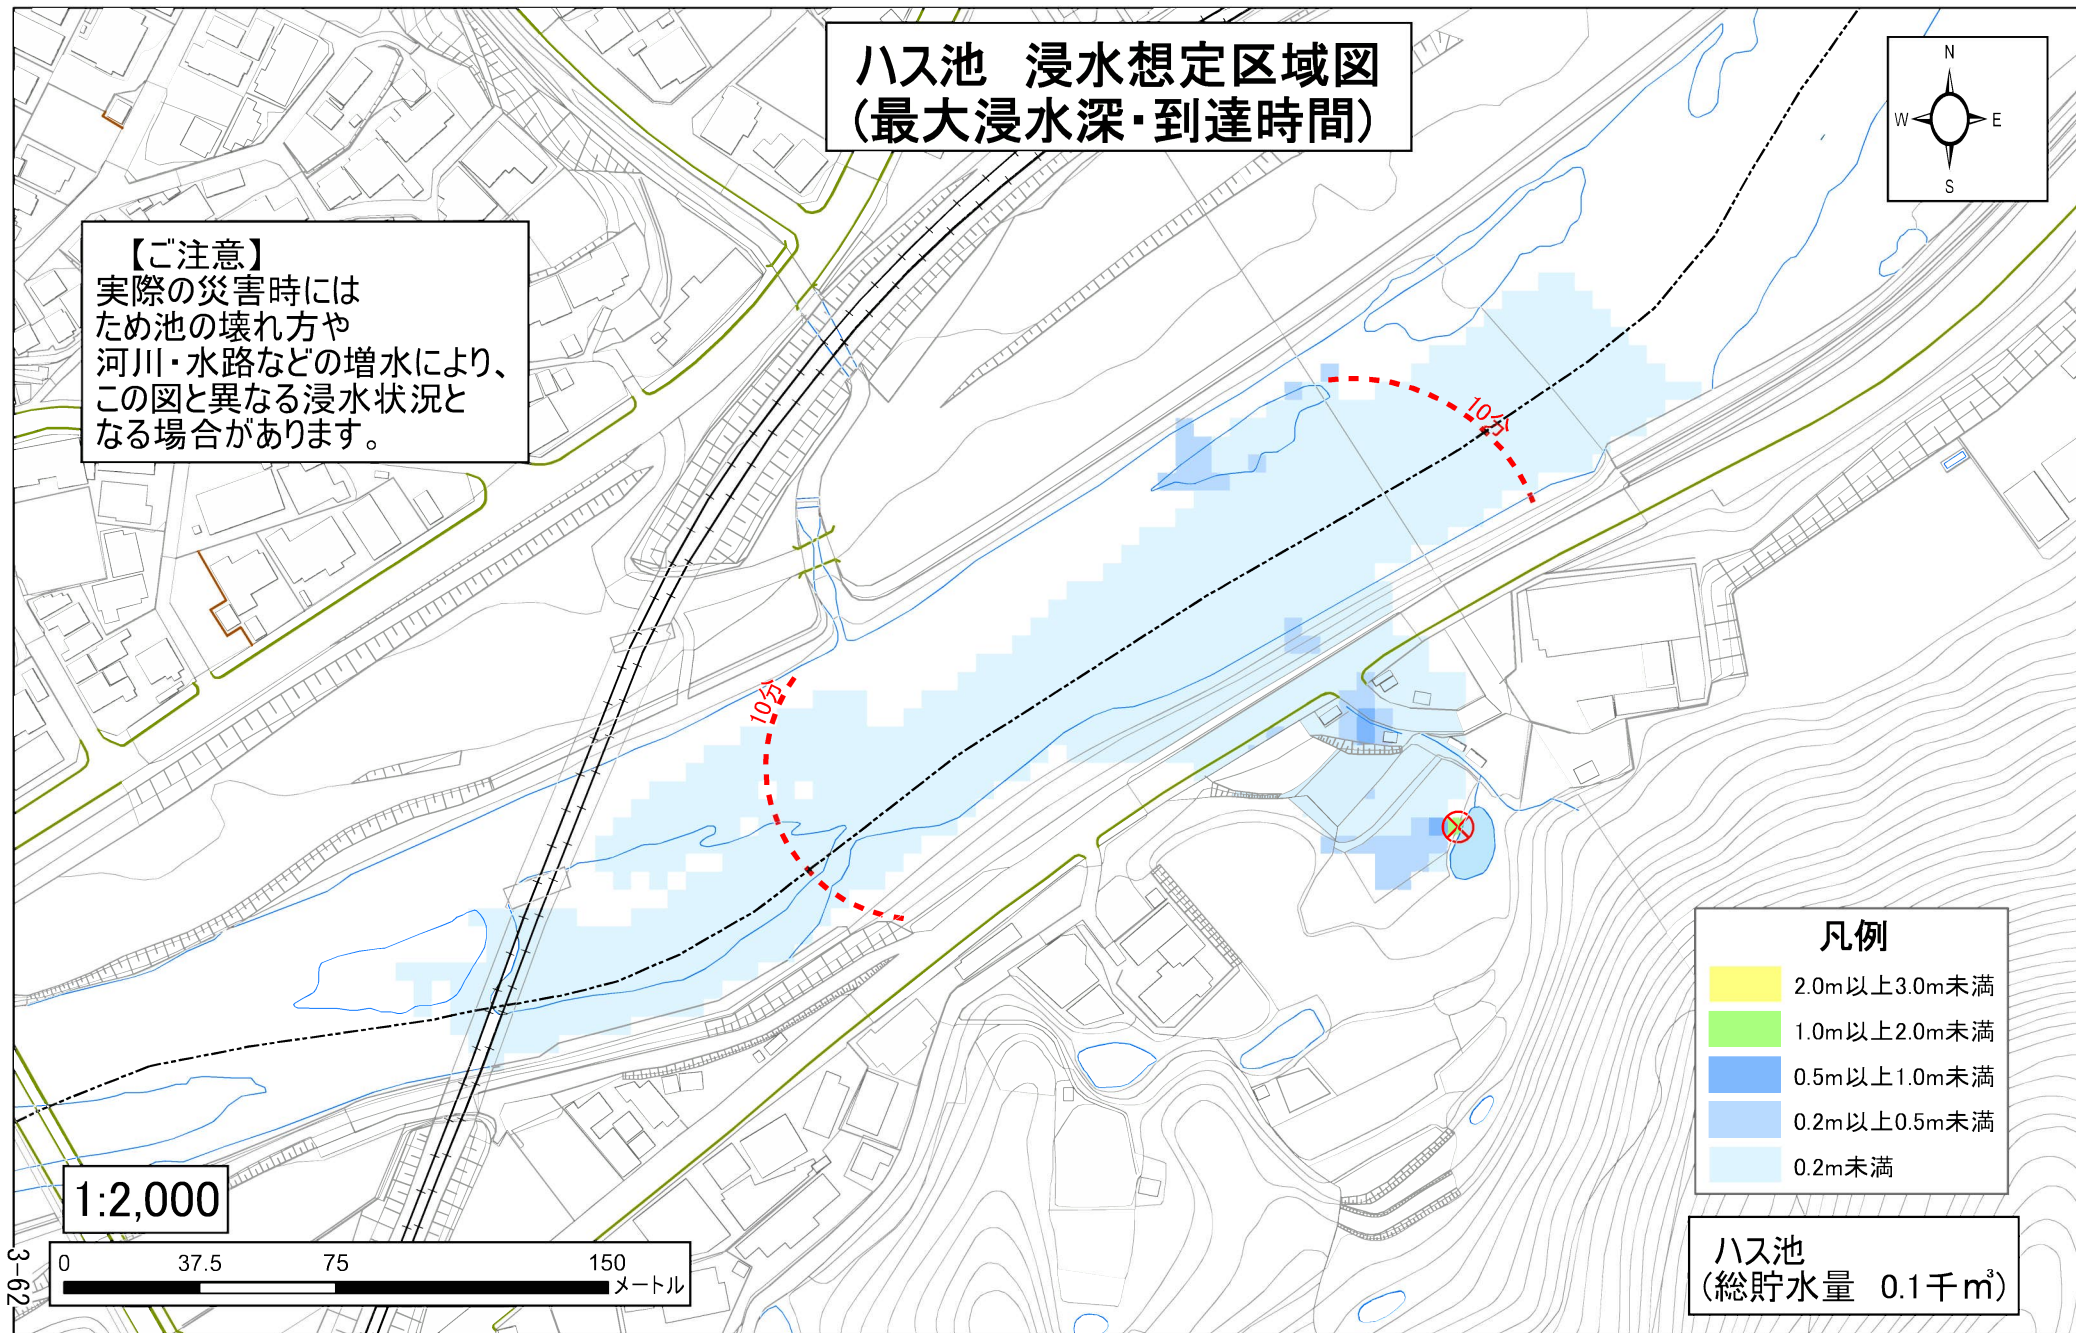 ハス池　浸水想定区域図
(最大浸水深・到達時間)
N
W E
S
【ご注意】
実際の災害時には
ため池の壊れ方や
河川・水路などの増水により、
この図と異なる浸水状況と
なる場合があります。
10分
10分
凡例
2.0m以上3.0m未満
1.0m以上2.0m未満
0.5m以上1.0m未満
0.2m以上0.5m未満
0.2m未満
1:2,000
0 37.5 75 150
メートル
ハス池
(総貯水量　0.1千㎥)
3-62